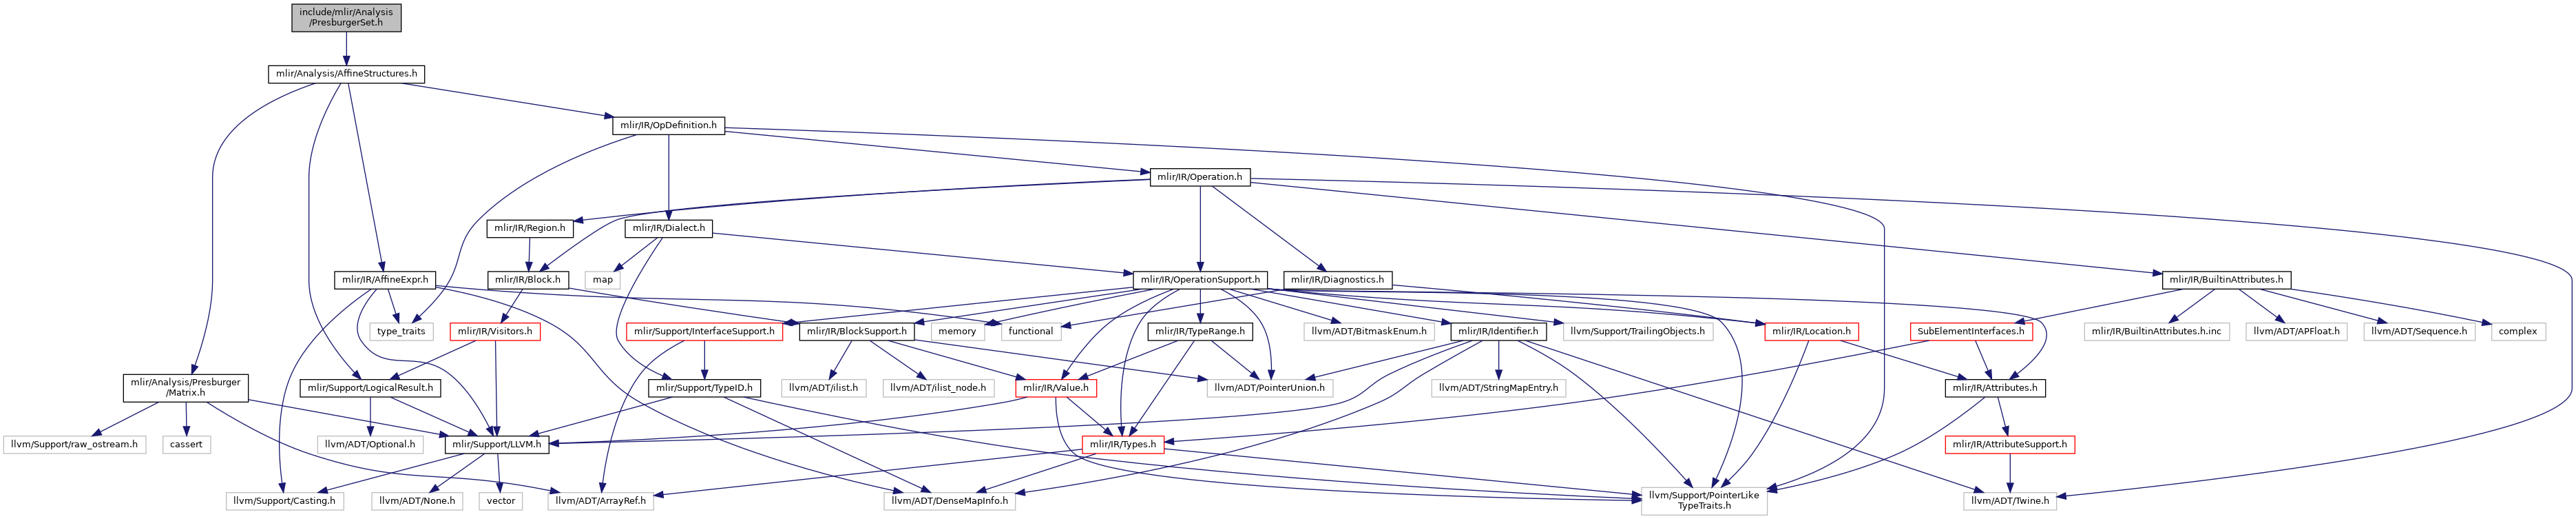 include/mlir/Analysis
/PresburgerSet.h
mlir/Analysis/AffineStructures.h
mlir/IR/OpDefinition.h
mlir/IR/Operation.h
mlir/IR/Region.h
mlir/IR/Dialect.h
mlir/IR/AffineExpr.h
mlir/IR/Block.h
map
mlir/IR/OperationSupport.h
mlir/IR/Diagnostics.h
mlir/IR/BuiltinAttributes.h
type_traits
mlir/IR/Visitors.h
mlir/Support/InterfaceSupport.h
mlir/IR/BlockSupport.h
memory
functional
mlir/IR/TypeRange.h
llvm/ADT/BitmaskEnum.h
mlir/IR/Identifier.h
llvm/Support/TrailingObjects.h
mlir/IR/Location.h
SubElementInterfaces.h
mlir/IR/BuiltinAttributes.h.inc
llvm/ADT/APFloat.h
llvm/ADT/Sequence.h
complex
mlir/Analysis/Presburger
/Matrix.h
mlir/Support/LogicalResult.h
mlir/Support/TypeID.h
llvm/ADT/ilist.h
llvm/ADT/ilist_node.h
mlir/IR/Value.h
llvm/ADT/PointerUnion.h
llvm/ADT/StringMapEntry.h
mlir/IR/Attributes.h
llvm/Support/raw_ostream.h
cassert
llvm/ADT/Optional.h
mlir/Support/LLVM.h
mlir/IR/Types.h
mlir/IR/AttributeSupport.h
llvm/Support/Casting.h
llvm/ADT/None.h
vector
llvm/ADT/ArrayRef.h
llvm/ADT/DenseMapInfo.h
llvm/Support/PointerLike
TypeTraits.h
llvm/ADT/Twine.h